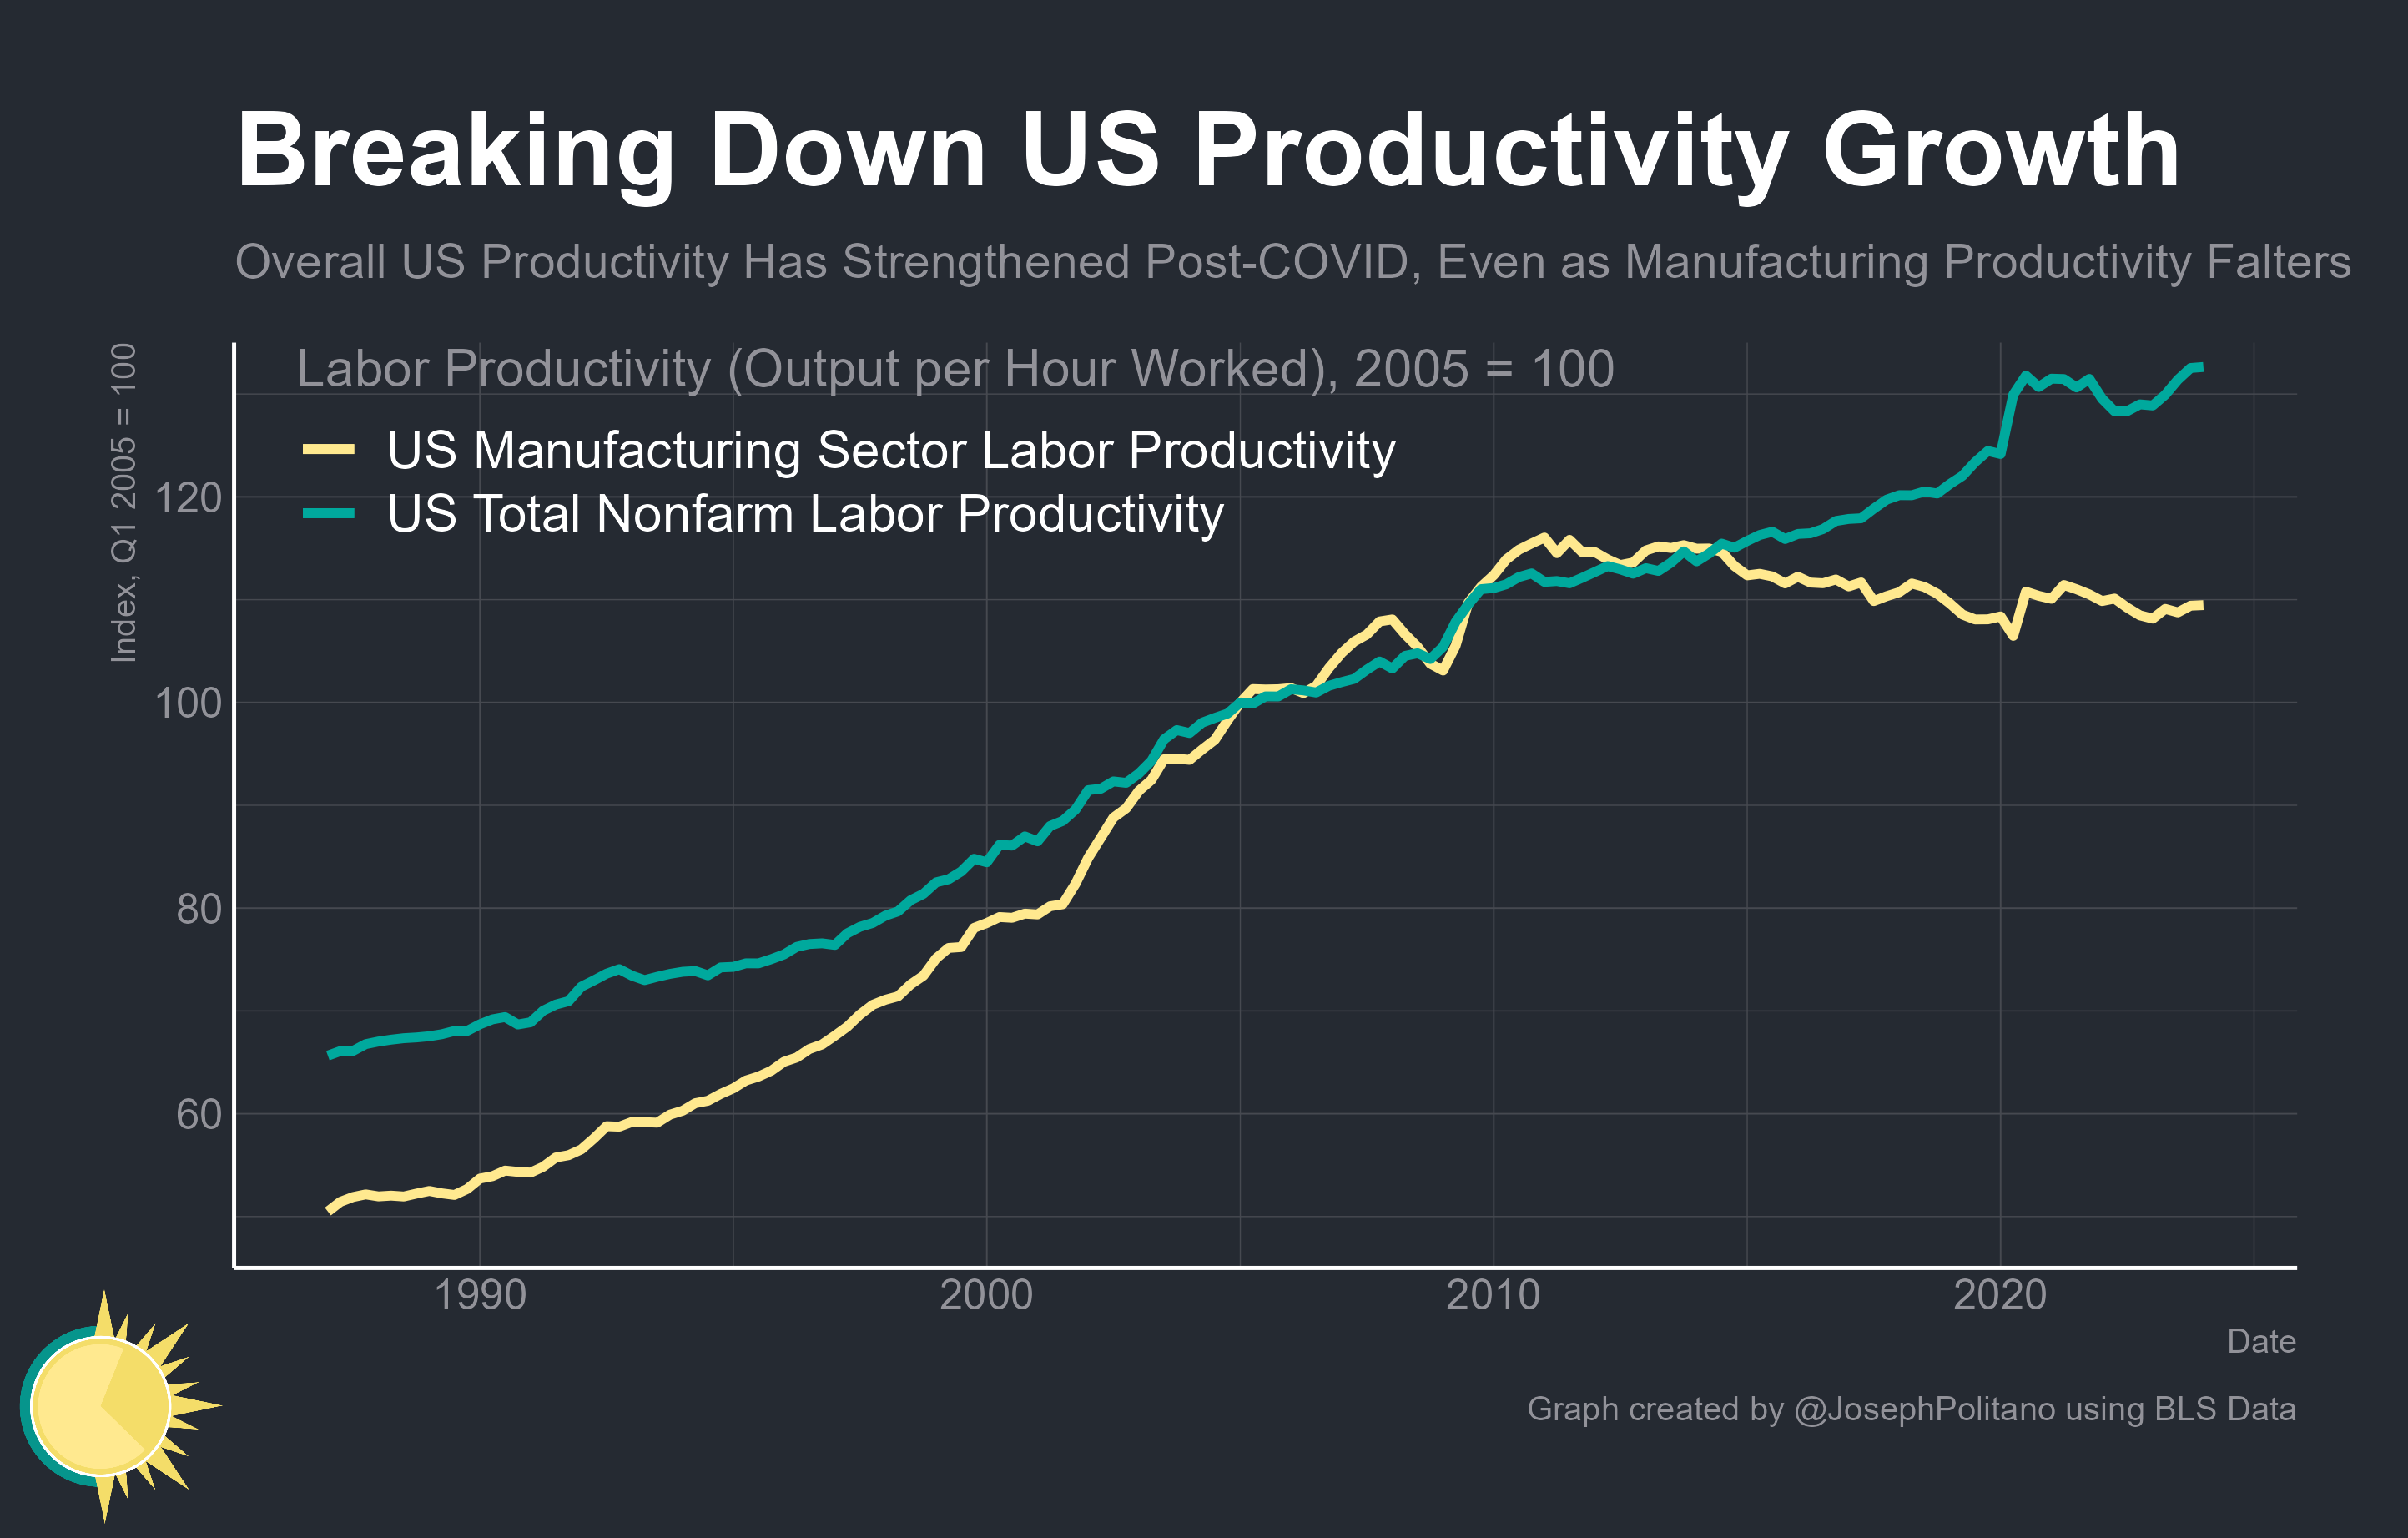 Breaking Down US Productivity Growth
Overall US Productivity Has Strengthened Post-COVID, Even as Manufacturing Productivity Falters
Index, Q1 2005 = 100
Labor Productivity (Output per Hour Worked), 2005 = 100
US Manufacturing Sector Labor Productivity
US Total Nonfarm Labor Productivity
120
100
80
60
1990 2000 2010 2020
Date
Graph created by @JosephPolitano using BLS Data